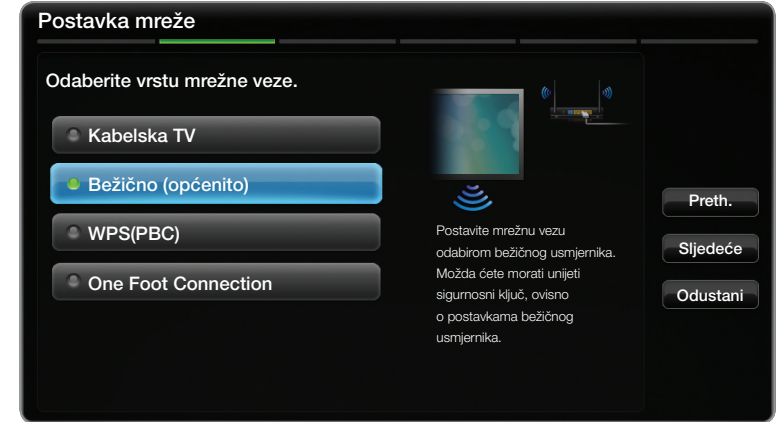 Postavka mreže
Odaberite vrstu mrežne veze.
Kabelska TV
Bežično (općenito)
WPS(PBC)
One Foot Connection
Postavite mrežnu vezu
odabirom bežičnog usmjernika.
Možda ćete morati unijeti
sigurnosni ključ, ovisno
o postavkama bežičnog
usmjernika.
Preth.
Sljedeće
Odustani